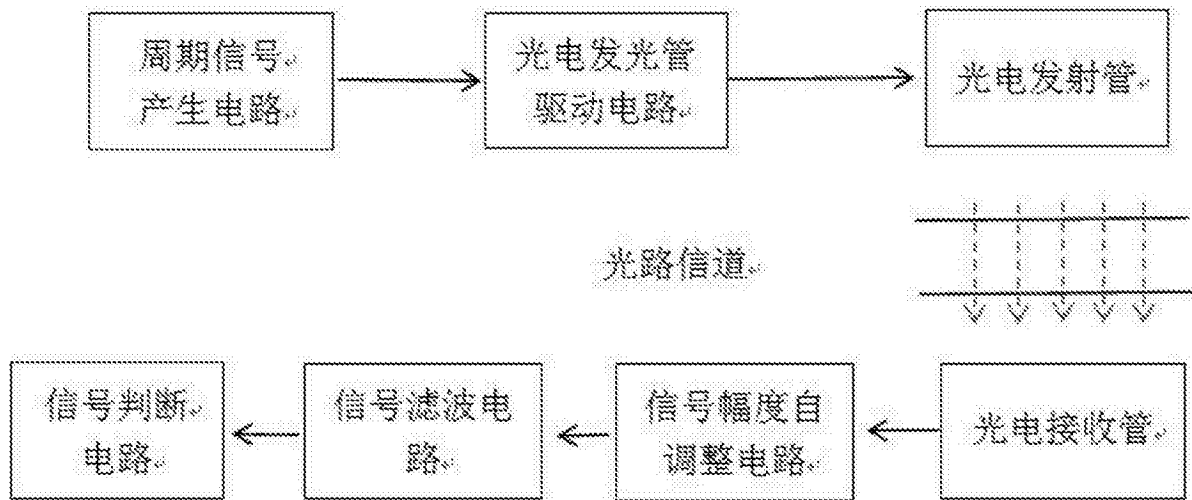 周期信号
产生电路
光电发光管
驱动电路
光电发射管
光路信道
信号判断
电路
信号滤波电
路
信号幅度自
调整电路
光电接收管